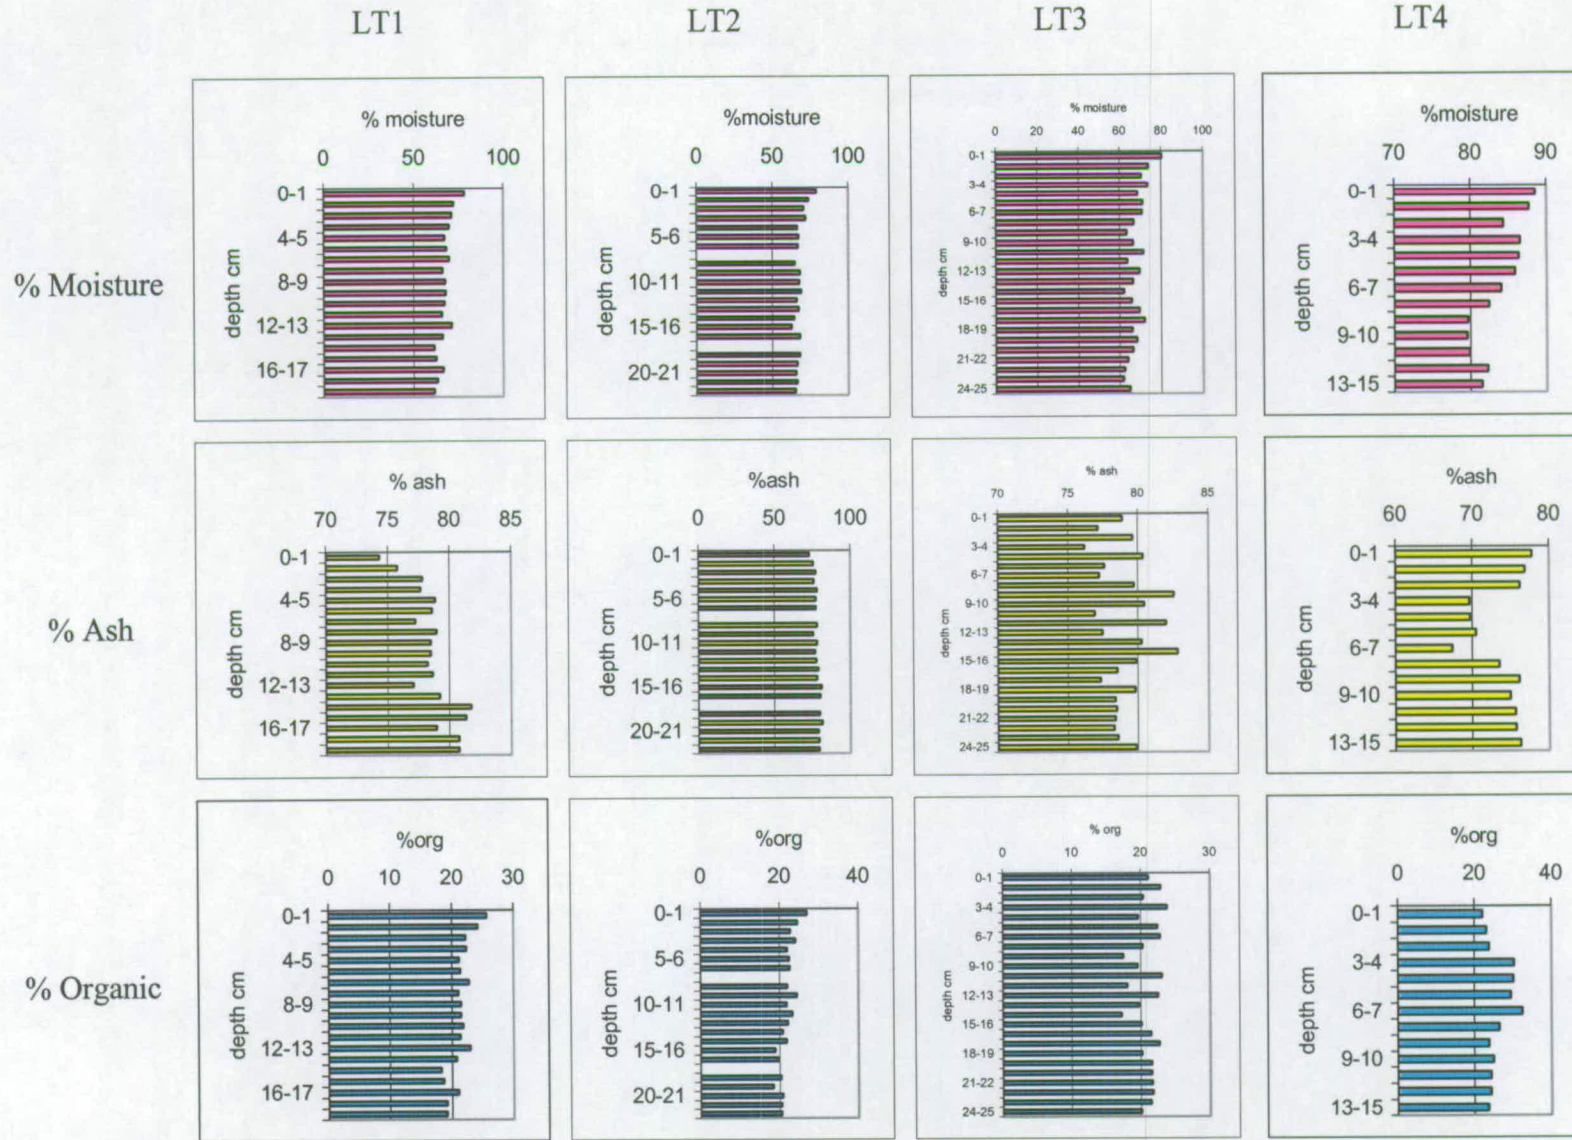 LT1 LT2 LT3 LT4
% Moisture
% moisture
0 50 100
depth cm
0-1
4-5
8-9
12-13
16-17
%moisture
0 50 100
depth cm
0-1
5-6
10-11
15-16
20-21
% moisture
0 20 40 60 80 100
depth cm
0-1
3-4
6-7
9-10
12-13
15-16
18-19
21-22
24-25
%moisture
70 80 90
depth cm
0-1
3-4
6-7
9-10
13-15
% Ash
% ash
70 75 80 85
depth cm
0-1
4-5
8-9
12-13
16-17
%ash
0 50 100
depth cm
0-1
5-6
10-11
15-16
20-21
% ash
70 75 80 85
depth cm
0-1
3-4
6-7
9-10
12-13
15-16
18-19
21-22
24-25
%ash
60 70 80
depth cm
0-1
3-4
6-7
9-10
13-15
% Organic
%org
0 10 20 30
depth cm
0-1
4-5
8-9
12-13
16-17
%org
0 20 40
depth cm
0-1
5-6
10-11
15-16
20-21
% org
0 10 20 30
depth cm
0-1
3-4
6-7
9-10
12-13
15-16
18-19
21-22
24-25
%org
0 20 40
depth cm
0-1
3-4
6-7
9-10
13-15